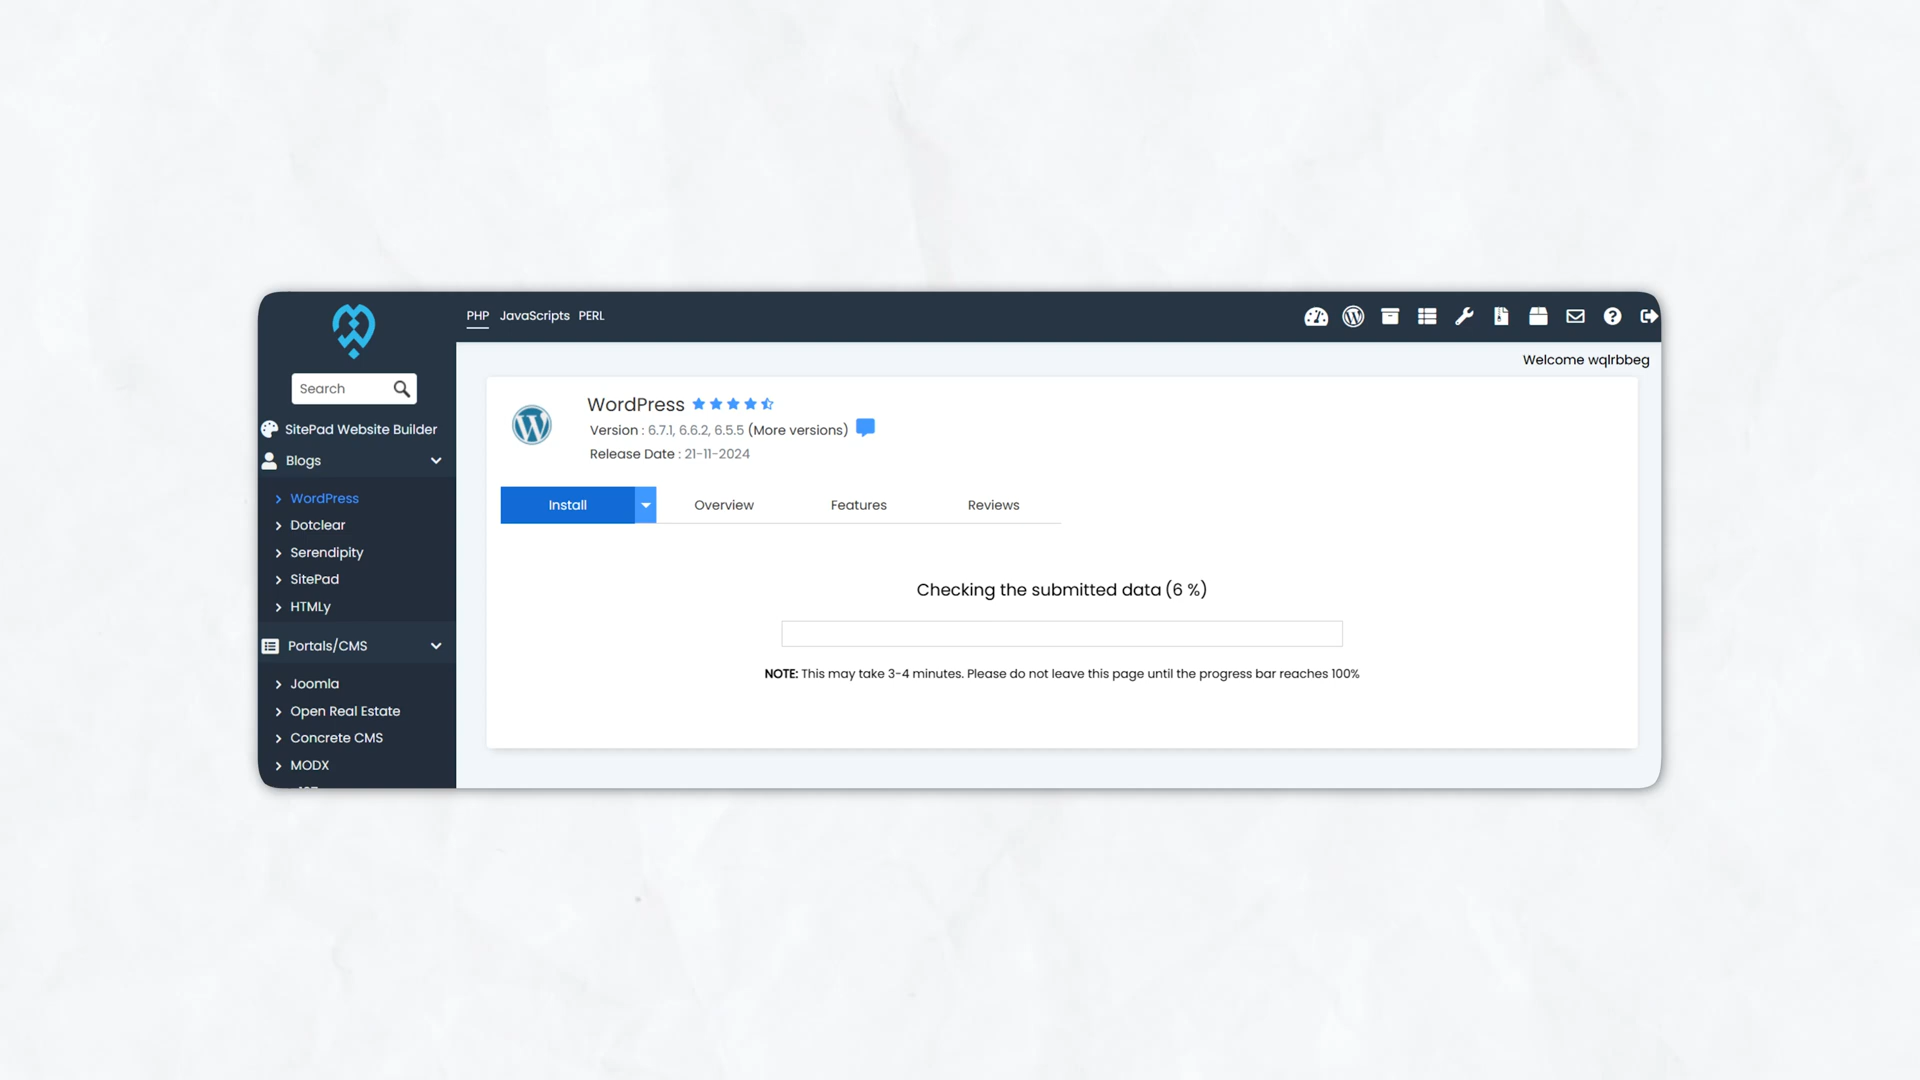 PHP JavaScripts PERL
Welcome wqlrbbeg
Search
SitePad Website Builder
Blogs
WordPress
Dotclear
Serendipity
SitePad
HTMLy
Portals/CMS
Joomla
Open Real Estate
Concrete CMS
MODX
WordPress
Version : 6.7.1, 6.6.2, 6.5.5 (More versions)
Release Date : 21-11-2024
Install Overview Features Reviews
Checking the submitted data (6 %)
NOTE: This may take 3-4 minutes. Please do not leave this page until the progress bar reaches 100%